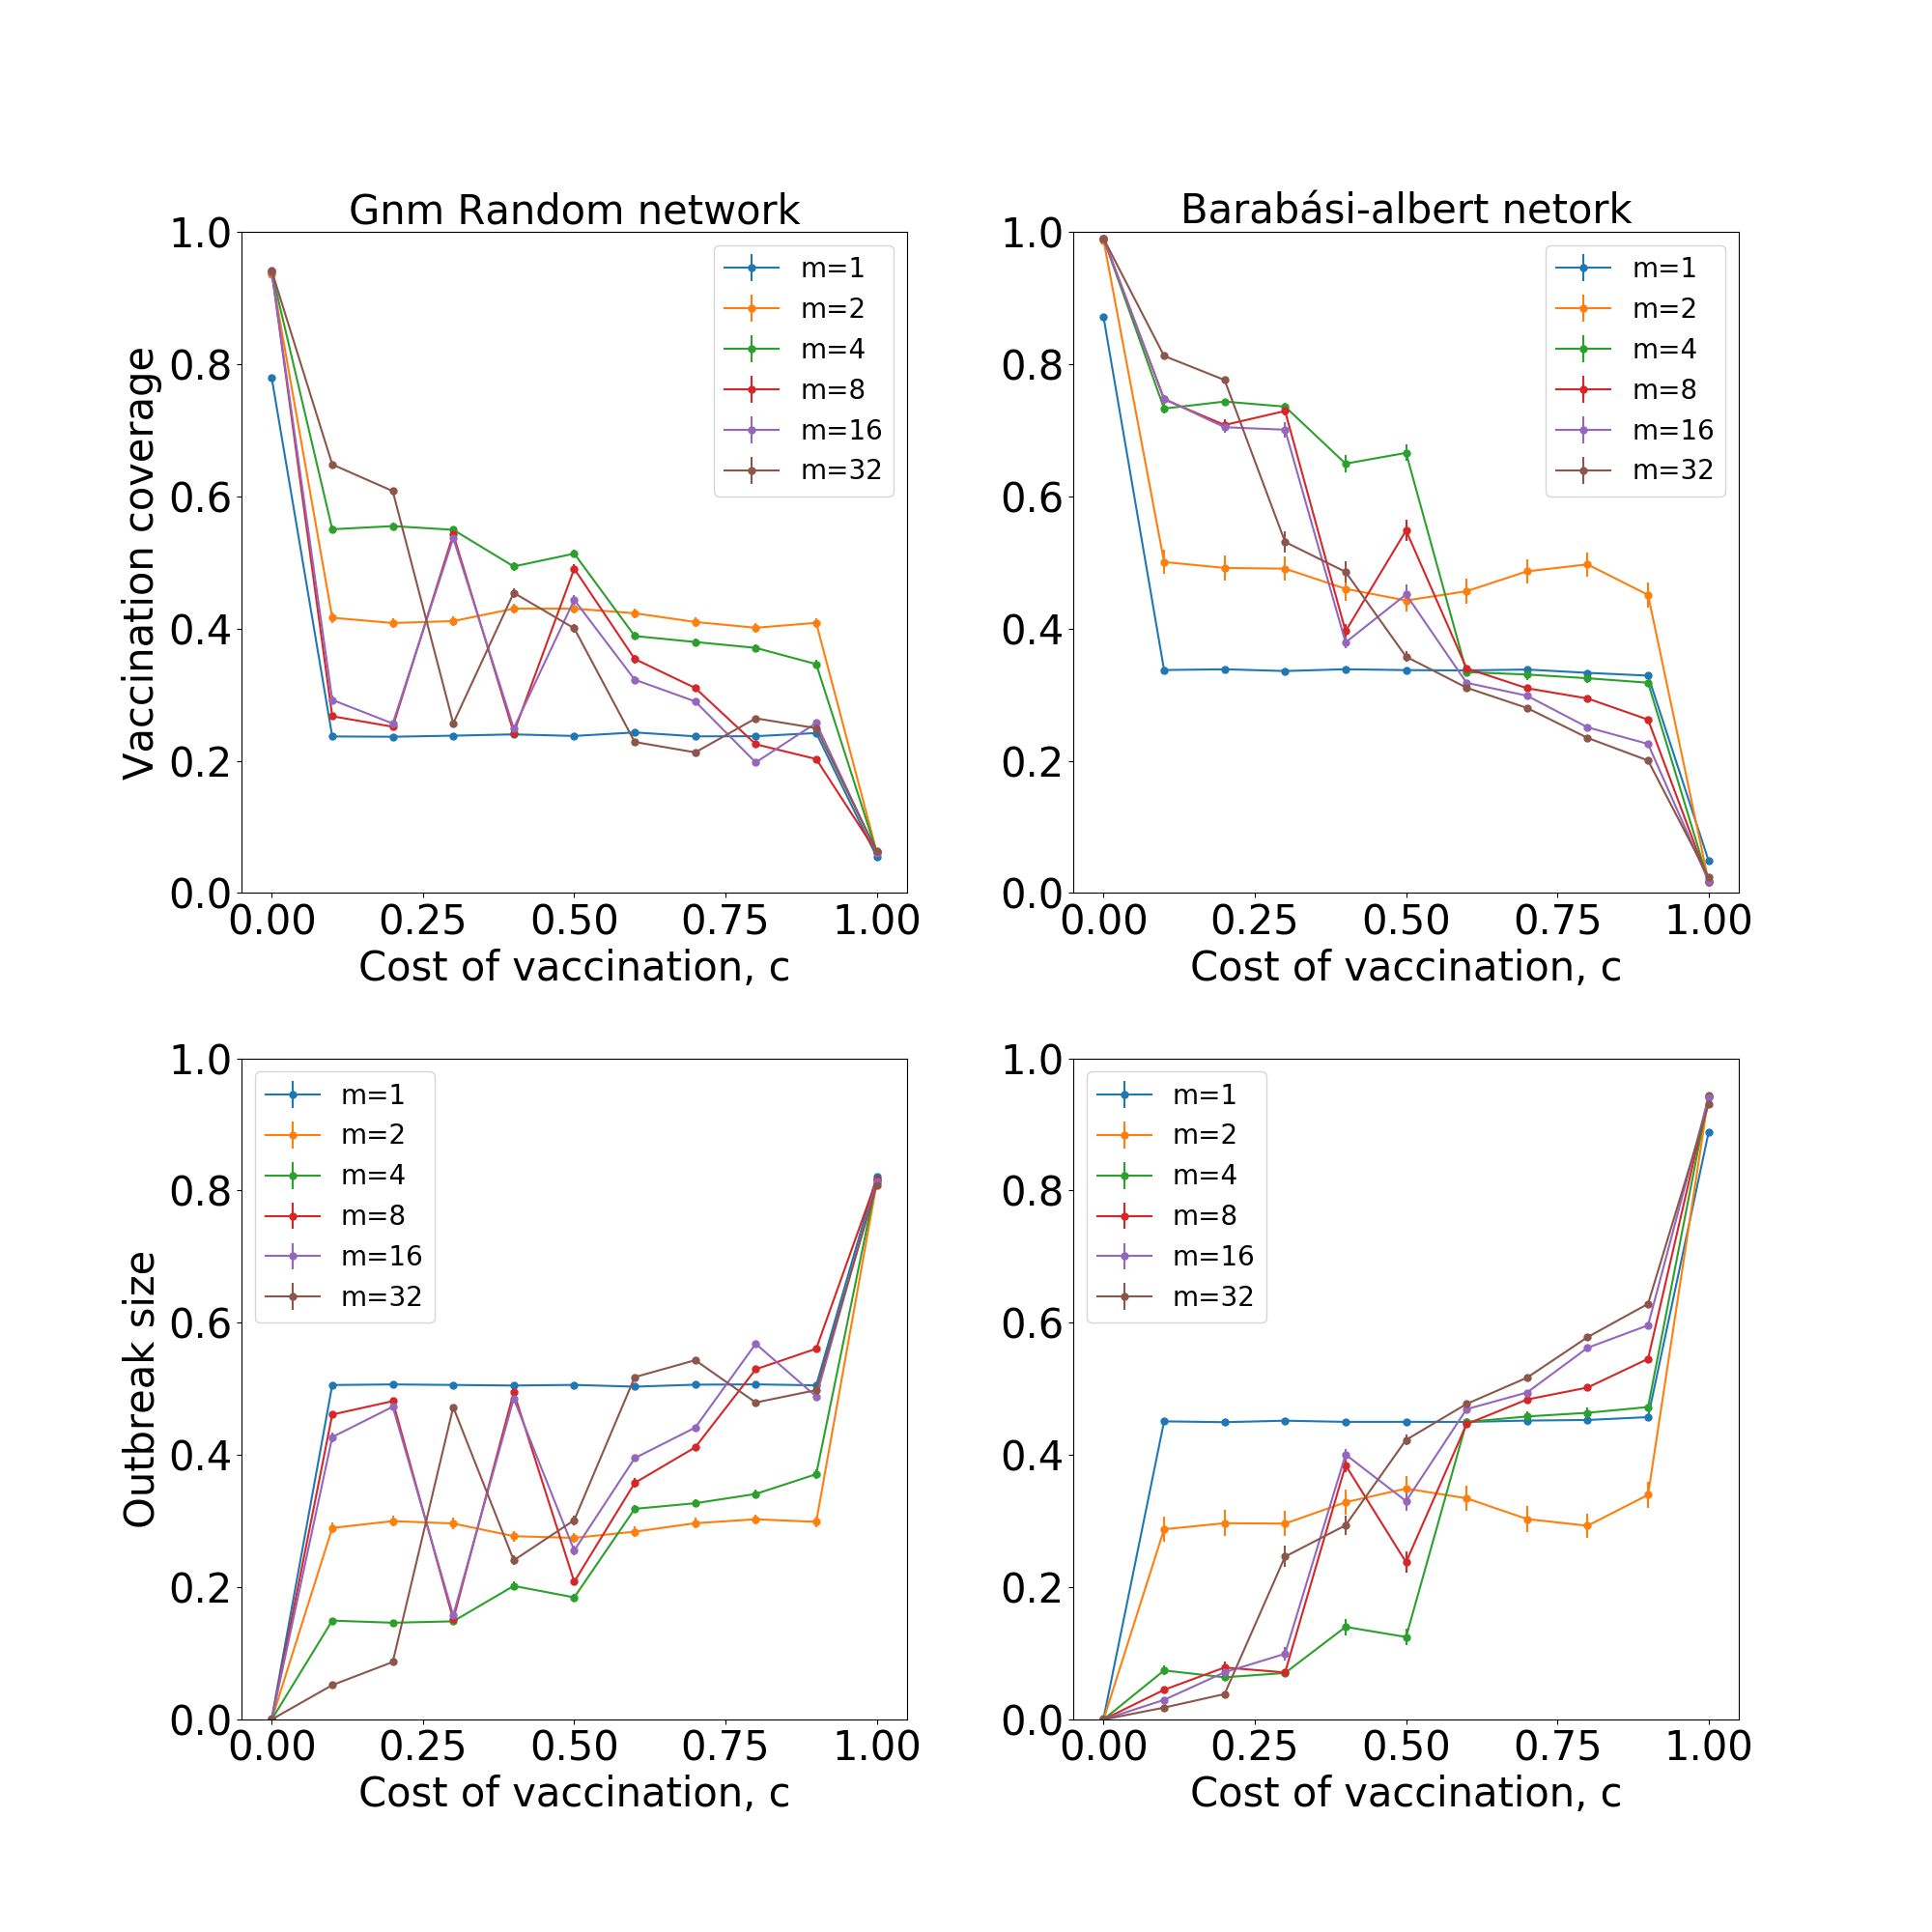 Gnm Random network
1.0
0.8
0.6
0.4
0.2
0.0
Vaccination coverage
m=1
m=2
m=4
m=8
m=16
m=32
0.00 0.25 0.50 0.75 1.00
Cost of vaccination, c
Barabási-albert netork
1.0
0.8
0.6
0.4
0.2
0.0
m=1
m=2
m=4
m=8
m=16
m=32
0.00 0.25 0.50 0.75 1.00
Cost of vaccination, c
1.0
0.8
0.6
0.4
0.2
0.0
Outbreak size
m=1
m=2
m=4
m=8
m=16
m=32
0.00 0.25 0.50 0.75 1.00
Cost of vaccination, c
1.0
0.8
0.6
0.4
0.2
0.0
m=1
m=2
m=4
m=8
m=16
m=32
0.00 0.25 0.50 0.75 1.00
Cost of vaccination, c